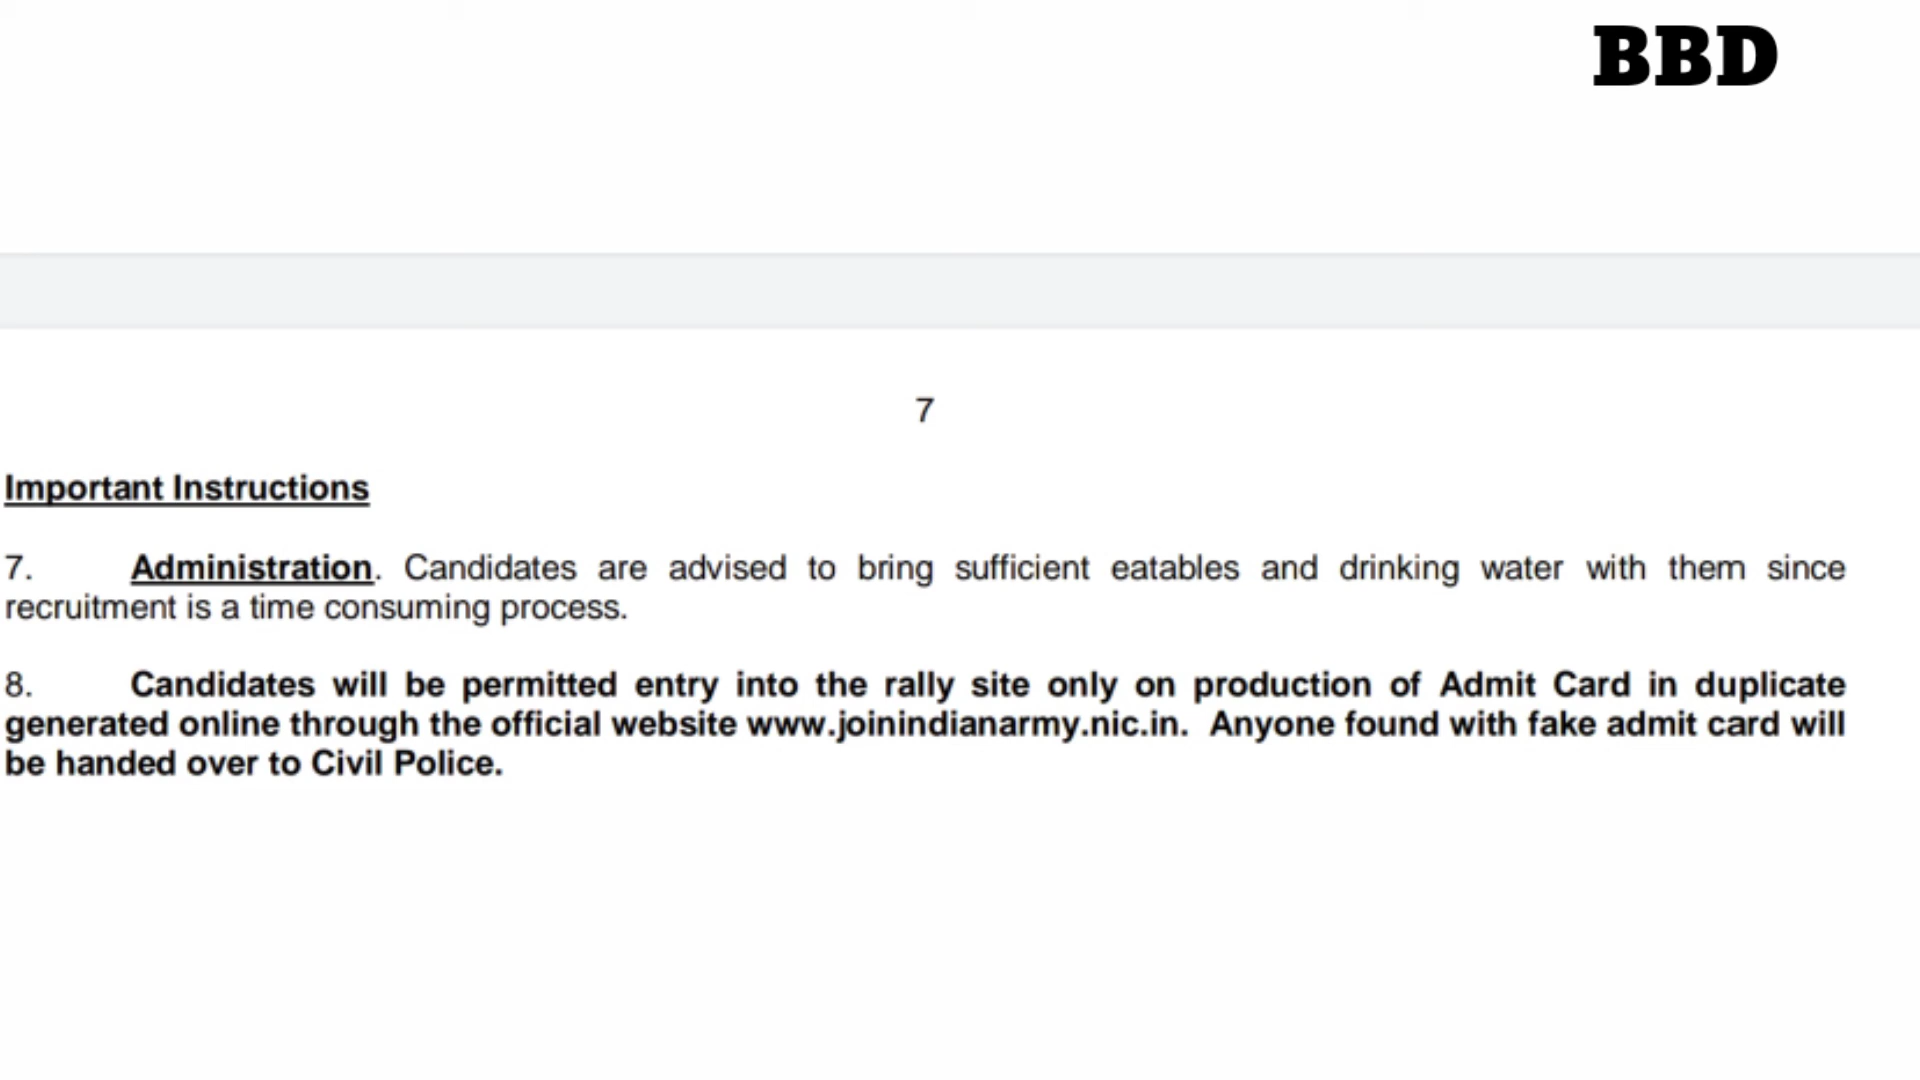 BBD
7
Important Instructions
7. Administration. Candidates are advised to bring sufficient eatables and drinking water with them since
recruitment is a time consuming process.
8. Candidates will be permitted entry into the rally site only on production of Admit Card in duplicate
generated online through the official website www.joinindianarmy.nic.in. Anyone found with fake admit card will
be handed over to Civil Police.